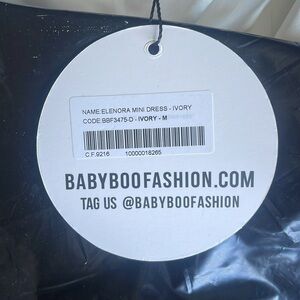 NAME:ELENORA MINI DRESS - IVORY
CODE:BBF3475-D - IVORY - M
C.F.9216 10000018265
BABYBOOFASHION.COM
TAG US @BABYBOOFASHION